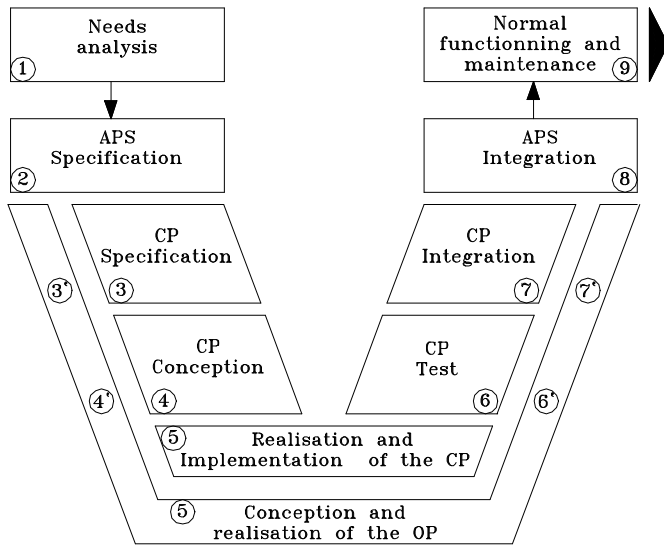 Needs
analysis
1
APS
Specification
2
CP
Specification
3
3'
CP
Conception
4
4'
5
Realisation and
Implementation of the CP
5
Conception and
realisation of the OP
CP
Test
6
6'
CP
Integration
7
7'
APS
Integration
8
Normal
functionning and
maintenance
9